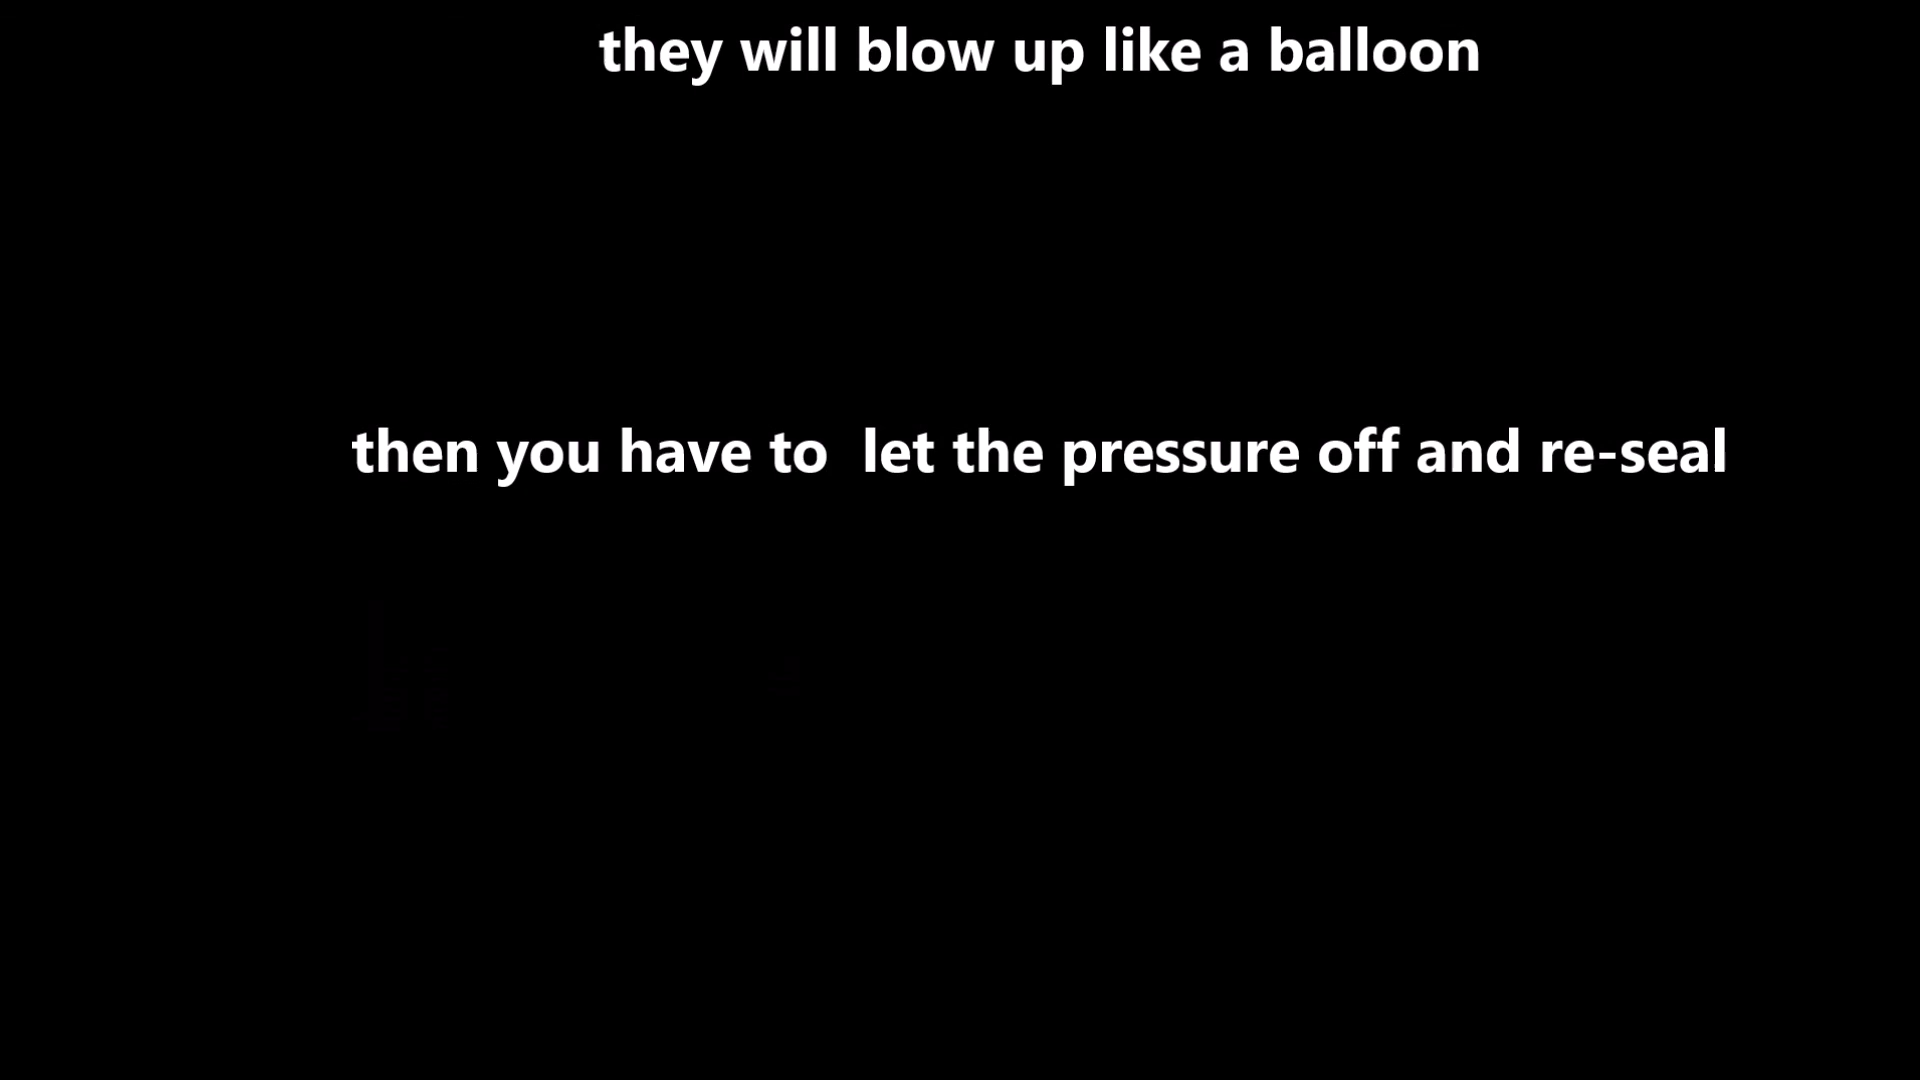 they will blow up like a balloon
then you have to  let the pressure off and re-seal